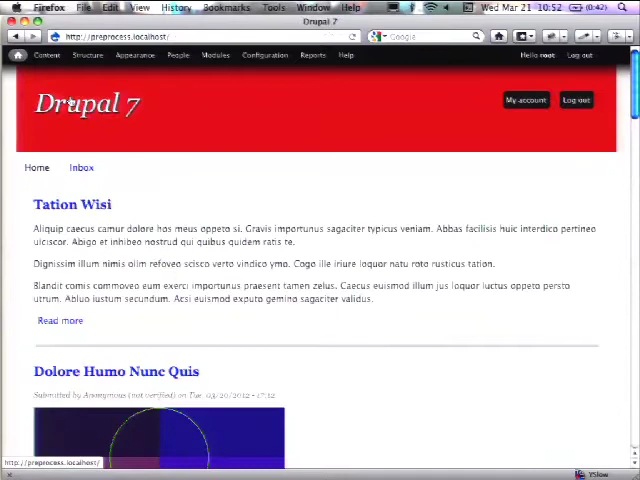 Firefox File Edit View History Bookmarks Tools Window Help Wed Mar 21 10:52 (0:42)
Drupal 7
http://preprocess.localhost/ Google
Content Structure Appearance People Modules Configuration Reports Help Hello root Log out
Drupal 7
My account Log out
Home Inbox
Tation Wisi
Aliquip caecus camur dolore hos meus oppeto si. Gravis importunus sagaciter typicus veniam. Abbas facilisis huic interdico pertineo
ulciscor. Abigo et inhibeo nostrud qui quibus quidem ratis te.
Dignissim illum nimis olim refoveo scisco verto vindico ymo. Cogo ille iriure loquor natu roto rusticus tation.
Blandit comis commoveo eum exerci importunus praesent tamen zelus. Caecus euismod illum jus loquor luctus oppeto persto
utrum. Abluo iustum secundum. Acsi euismod exputo gemino sagaciter validus.
Read more
Dolore Humo Nunc Quis
Submitted by Anonymous (not verified) on Tue, 03/20/2012 - 17:12
http://preprocess.localhost/
YSlow